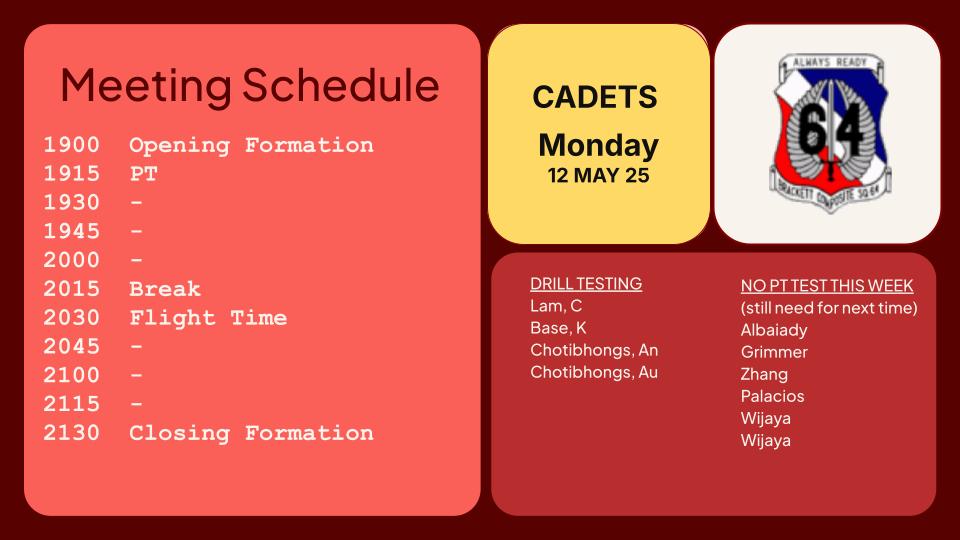 Meeting Schedule
1900 Opening Formation
1915 PT
1930 -
1945 -
2000 -
2015 Break
2030 Flight Time
2045 -
2100 -
2115 -
2130 Closing Formation
CADETS
Monday
12 MAY 25
ALWAYS READY
64
BRACKETT COMPOSITE SQ 64
DRILL TESTING
Lam, C
Base, K
Chotibhongs, An
Chotibhongs, Au
NO PT TEST THIS WEEK
(still need for next time)
Albaiady
Grimmer
Zhang
Palacios
Wijaya
Wijaya